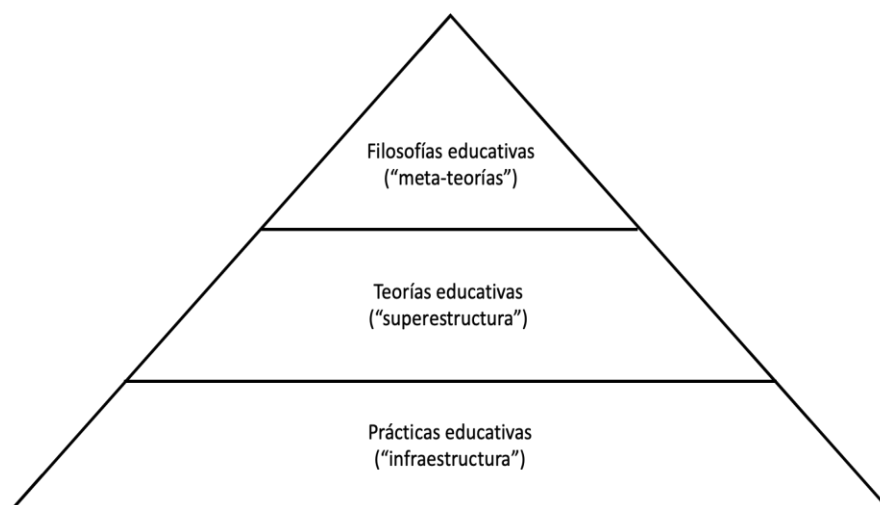 Filosofías educativas
(“meta-teorías”)
Teorías educativas
(“superestructura”)
Prácticas educativas
(“infraestructura”)